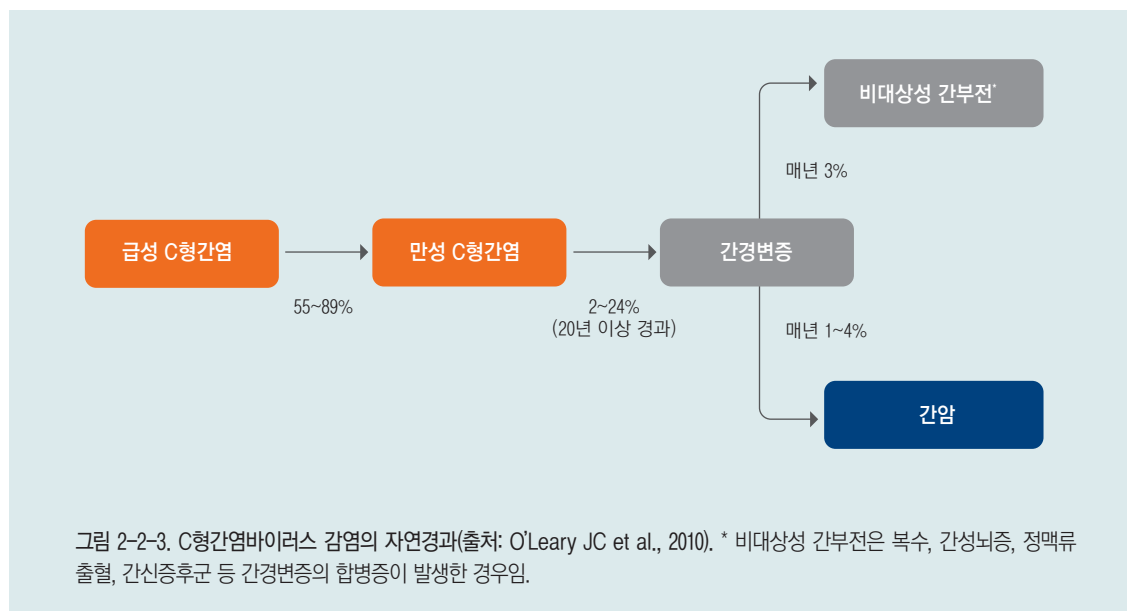 비대상성 간부전*
매년 3%
급성 C형간염
만성 C형간염
간경변증
55~89%
2~24%
(20년 이상 경과)
매년 1~4%
간암
그림 2-2-3. C형간염바이러스 감염의 자연경과(출처: O'Leary JC et al., 2010). * 비대상성 간부전은 복수, 간성뇌증, 정맥류
출혈, 간신증후군 등 간경변증의 합병증이 발생한 경우임.